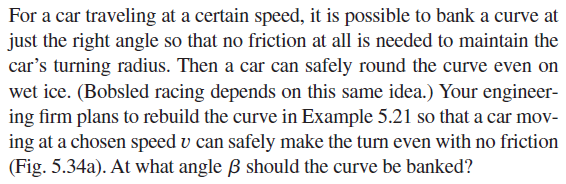 For a car traveling at a certain speed, it is possible to bank a curve at
just the right angle so that no friction at all is needed to maintain the
car's turning radius. Then a car can safely round the curve even on
wet ice. (Bobsled racing depends on this same idea.) Your engineer-
ing firm plans to rebuild the curve in Example 5.21 so that a car mov-
ing at a chosen speed υ can safely make the turn even with no friction
(Fig. 5.34a). At what angle β should the curve be banked?